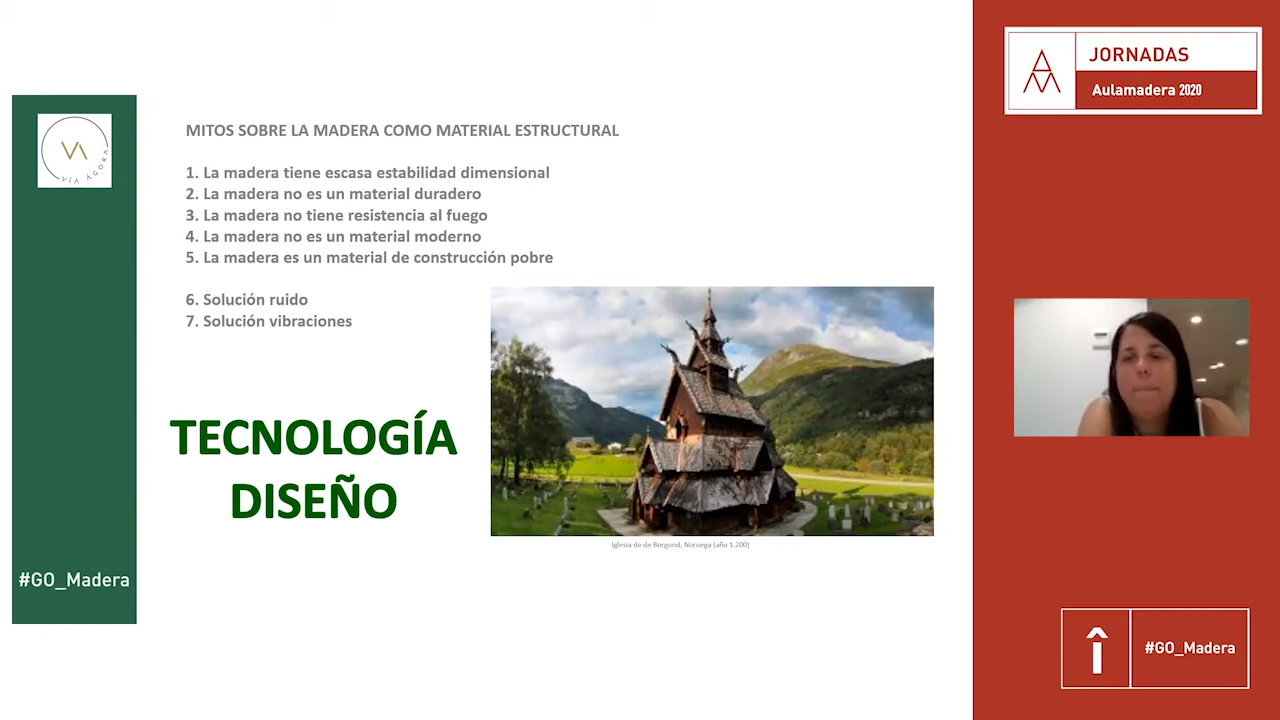 VIA ÁGORA
#GO_Madera
MITOS SOBRE LA MADERA COMO MATERIAL ESTRUCTURAL
1. La madera tiene escasa estabilidad dimensional
2. La madera no es un material duradero
3. La madera no tiene resistencia al fuego
4. La madera no es un material moderno
5. La madera es un material de construcción pobre
6. Solución ruido
7. Solución vibraciones
TECNOLOGÍA
DISEÑO
Iglesia de de Borgund, Noruega (año 1.200)
JORNADAS
Aulamadera 2020
#GO_Madera